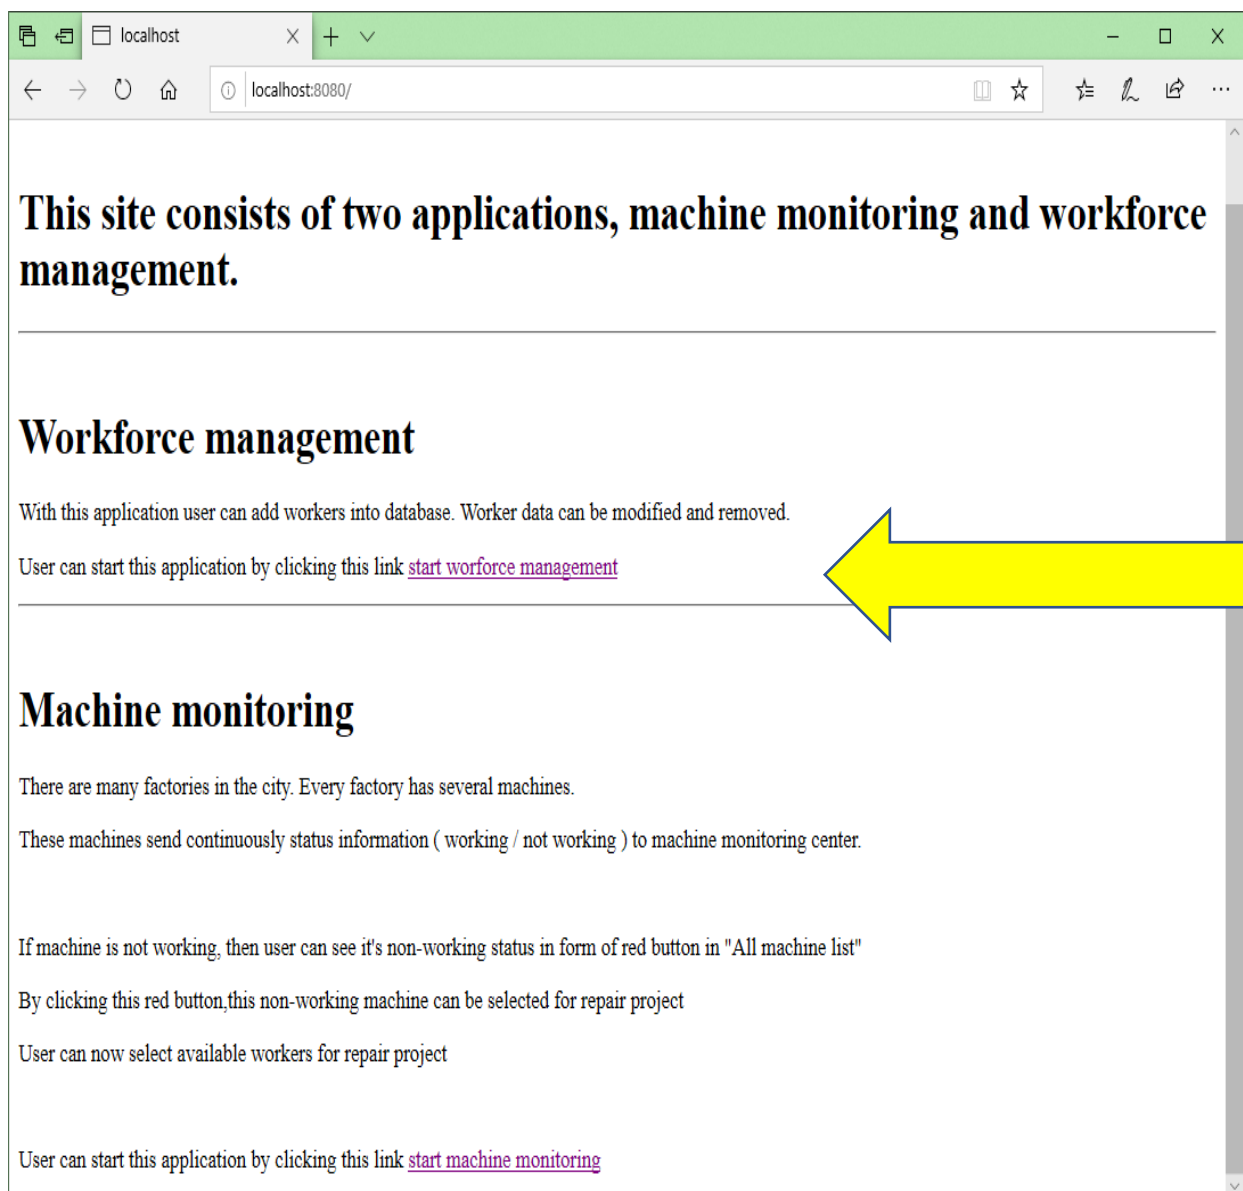 localhost
localhost:8080/
This site consists of two applications, machine monitoring and workforce
management.
Workforce management
With this application user can add workers into database. Worker data can be modified and removed.
User can start this application by clicking this link start worforce management
Machine monitoring
There are many factories in the city. Every factory has several machines.
These machines send continuously status information ( working / not working ) to machine monitoring center.
If machine is not working, then user can see it's non-working status in form of red button in "All machine list"
By clicking this red button,this non-working machine can be selected for repair project
User can now select available workers for repair project
User can start this application by clicking this link start machine monitoring